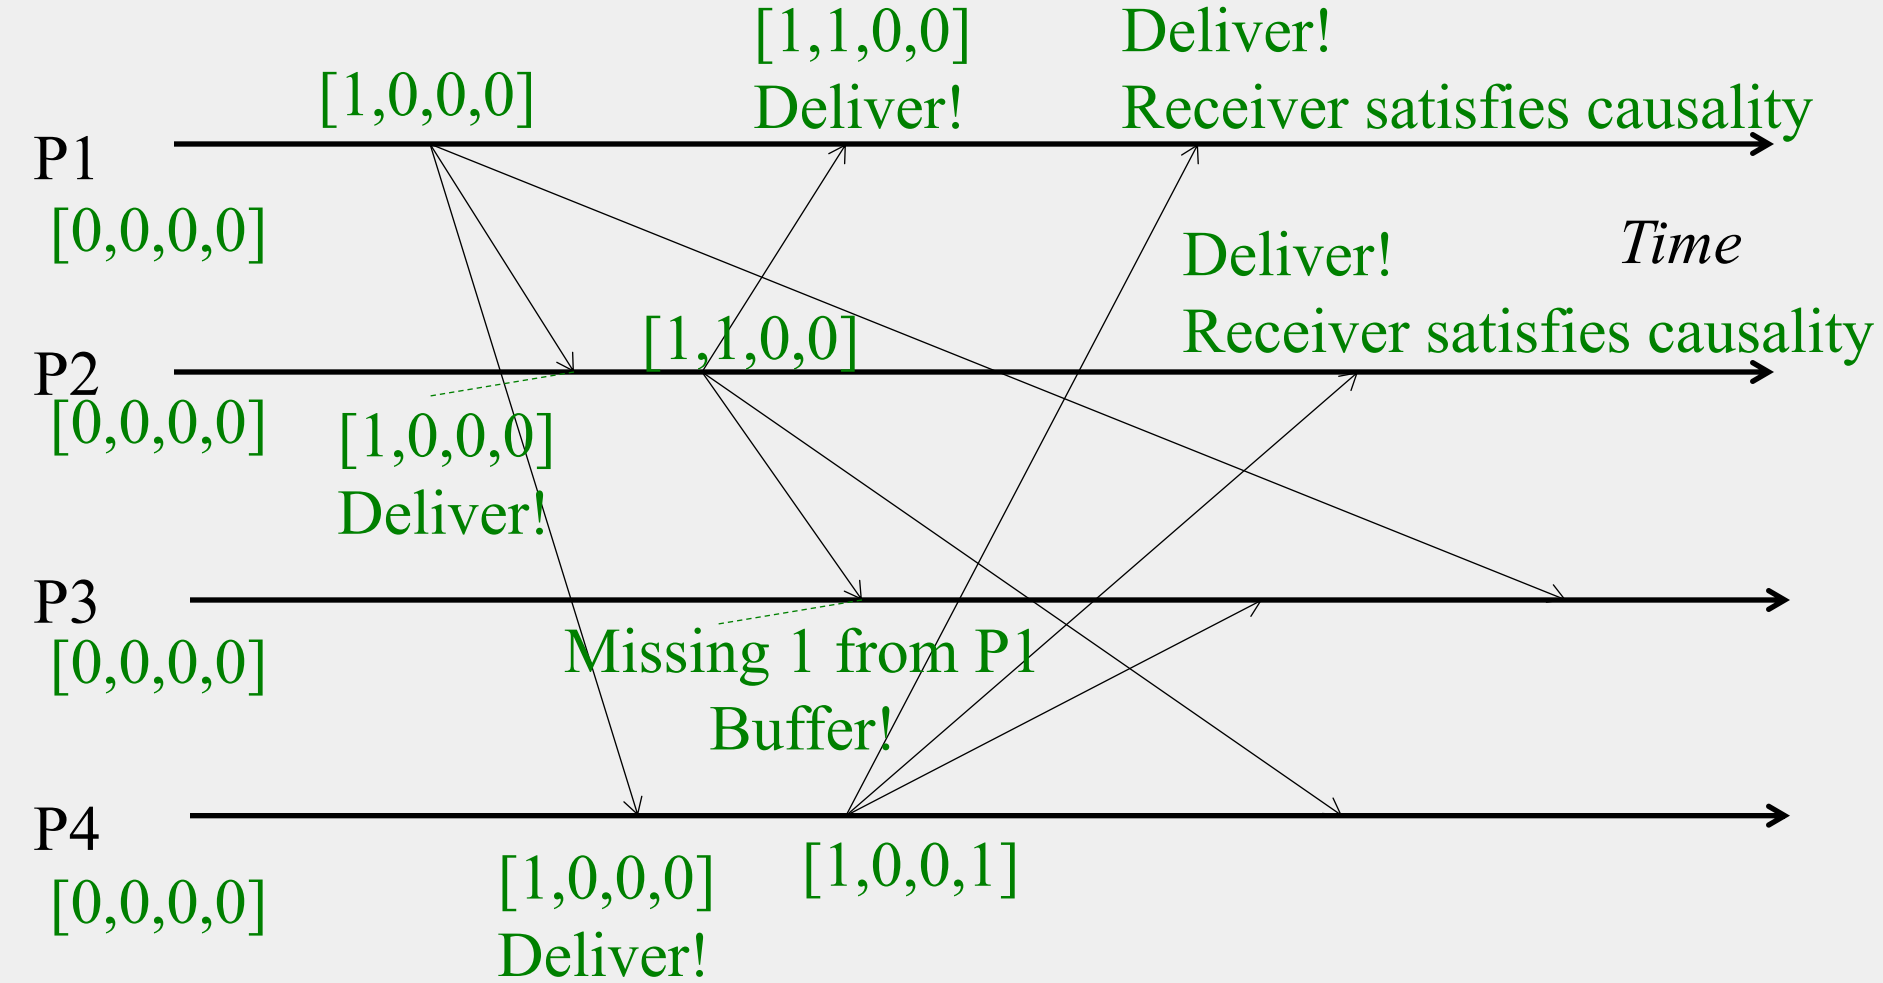 [1,1,0,0]
Deliver!
Deliver!
Receiver satisfies causality
[1,0,0,0]
P1
[0,0,0,0]
Time
Deliver!
Receiver satisfies causality
[1,1,0,0]
P2
[0,0,0,0]
[1,0,0,0]
Deliver!
P3
[0,0,0,0]
Missing 1 from P1
Buffer!
P4
[0,0,0,0]
[1,0,0,0]
Deliver!
[1,0,0,1]